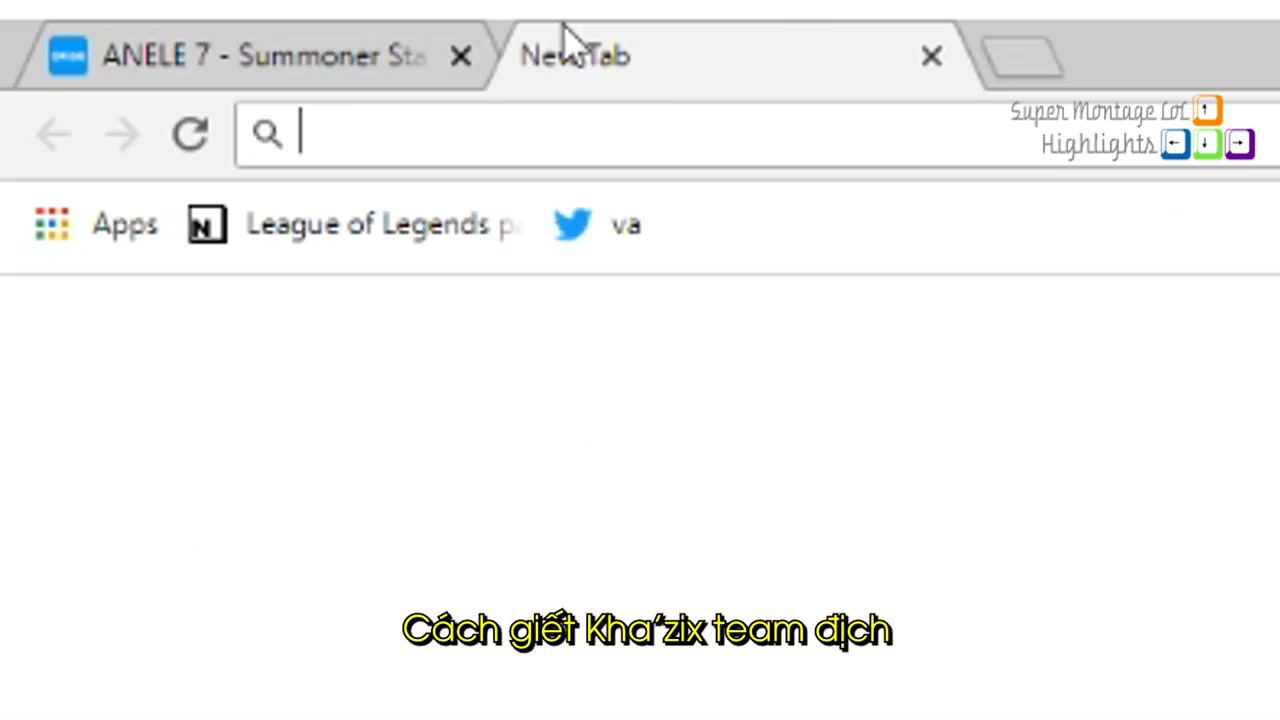 ANELE 7 - Summoner Sta
New Tab
Super Montage LoL
Highlights
Apps
League of Legends pa
va
Cách giết Kha'zix team địch